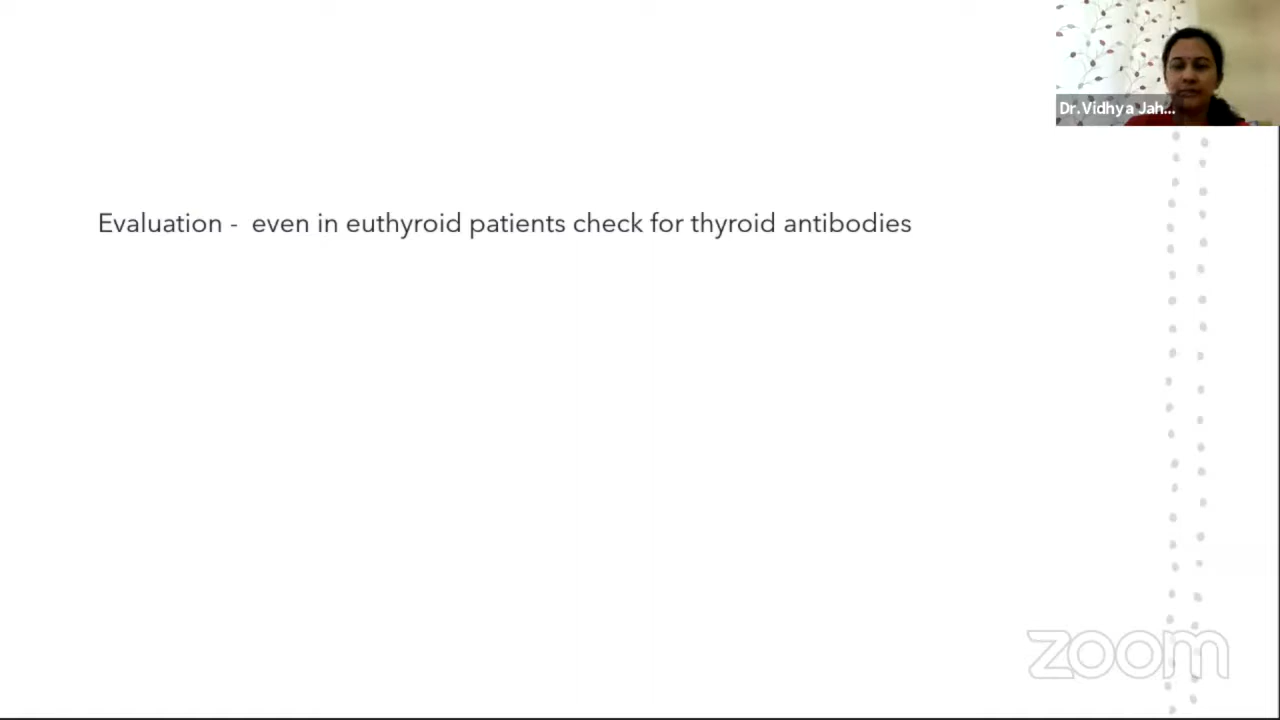 Dr.Vidhya Jah...
Evaluation - even in euthyroid patients check for thyroid antibodies
zoom